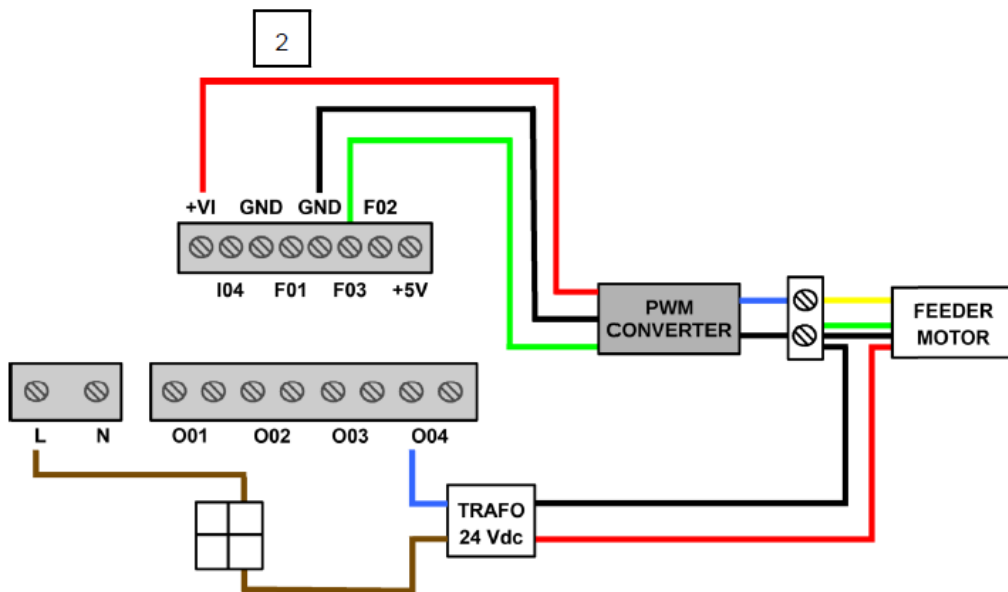 2
+VI GND GND F02
I04 F01 F03 +5V
PWM
CONVERTER
FEEDER
MOTOR
L N O01 O02 O03 O04
TRAFO
24 Vdc